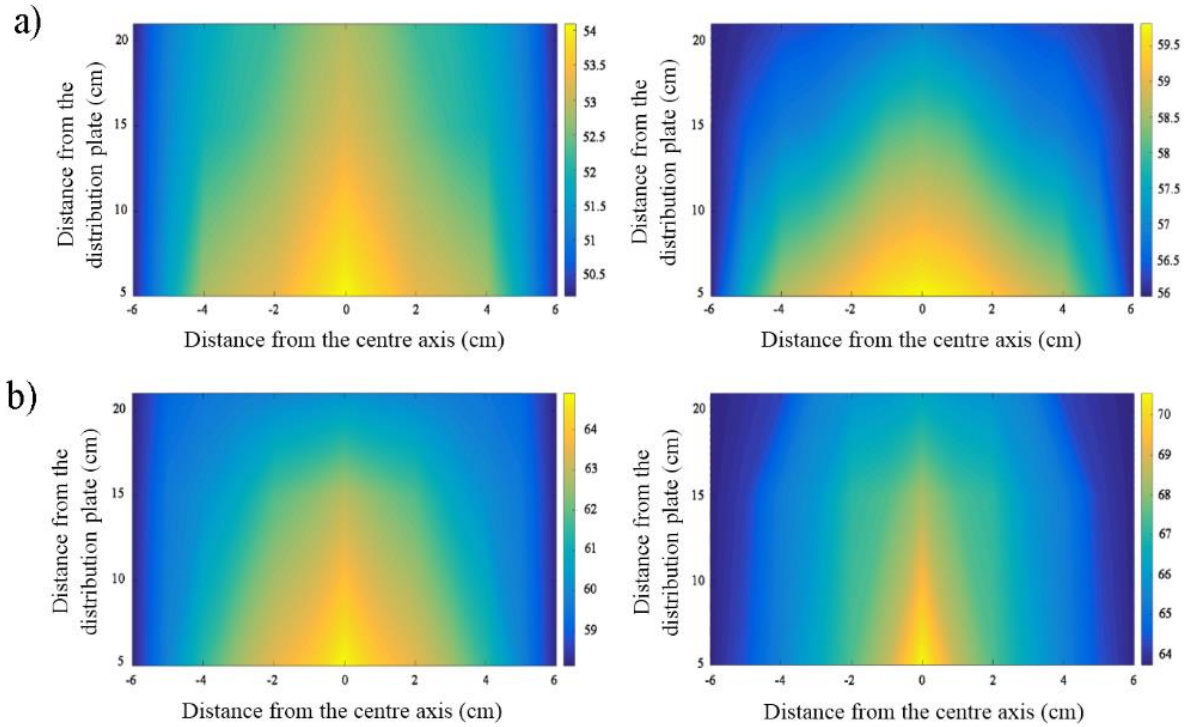 a)
Distance from the
distribution plate (cm)
20
15
10
5
-6 -4 -2 0 2 4 6
Distance from the centre axis (cm)
54
53.5
53
52.5
52
51.5
51
50.5
Distance from the
distribution plate (cm)
20
15
10
5
-6 -4 -2 0 2 4 6
Distance from the centre axis (cm)
59.5
59
58.5
58
57.5
57
56.5
56
b)
Distance from the
distribution plate (cm)
20
15
10
5
-6 -4 -2 0 2 4 6
Distance from the centre axis (cm)
64
63
62
61
60
59
Distance from the
distribution plate (cm)
20
15
10
5
-6 -4 -2 0 2 4 6
Distance from the centre axis (cm)
70
69
68
67
66
65
64